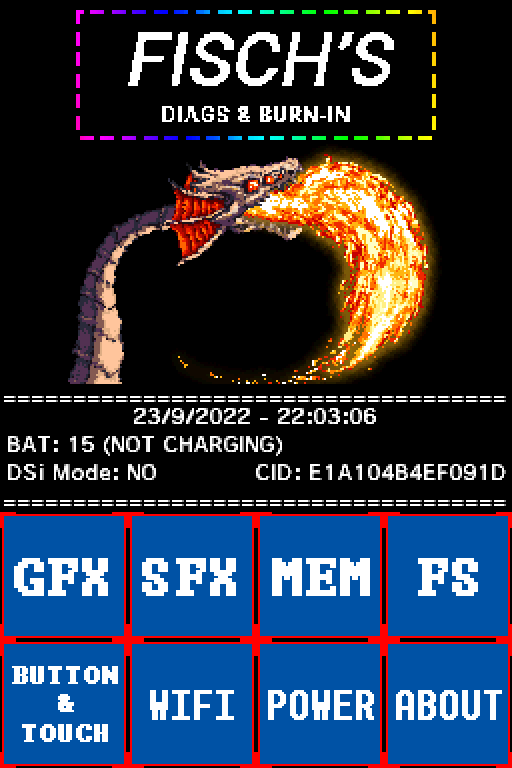 FISCH'S
DIAGS & BURN-IN
==================================================
23/9/2022 - 22:03:06
BAT: 15 (NOT CHARGING)
DSi Mode: NO CID: E1A104B4EF091D
==================================================
GFX SFX MEM FS
BUTTON
&
TOUCH
WIFI POWER ABOUT